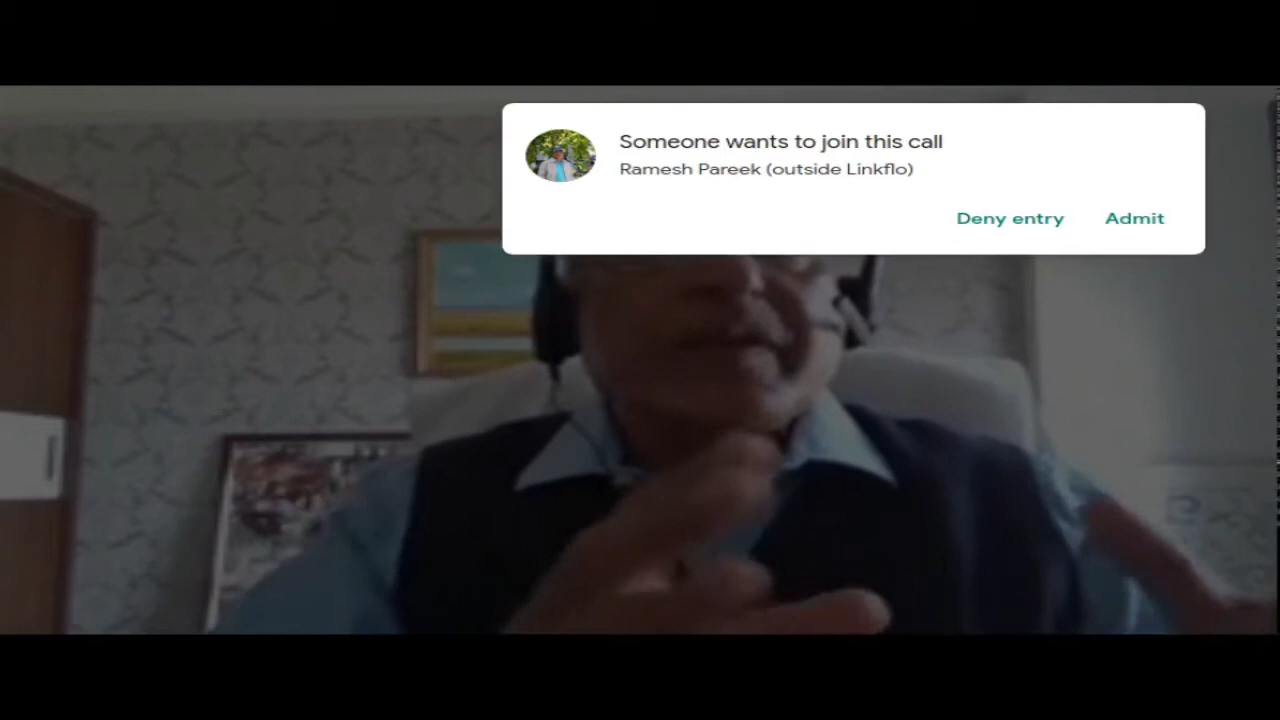 Someone wants to join this call
Ramesh Pareek (outside Linkflo)
Deny entry Admit